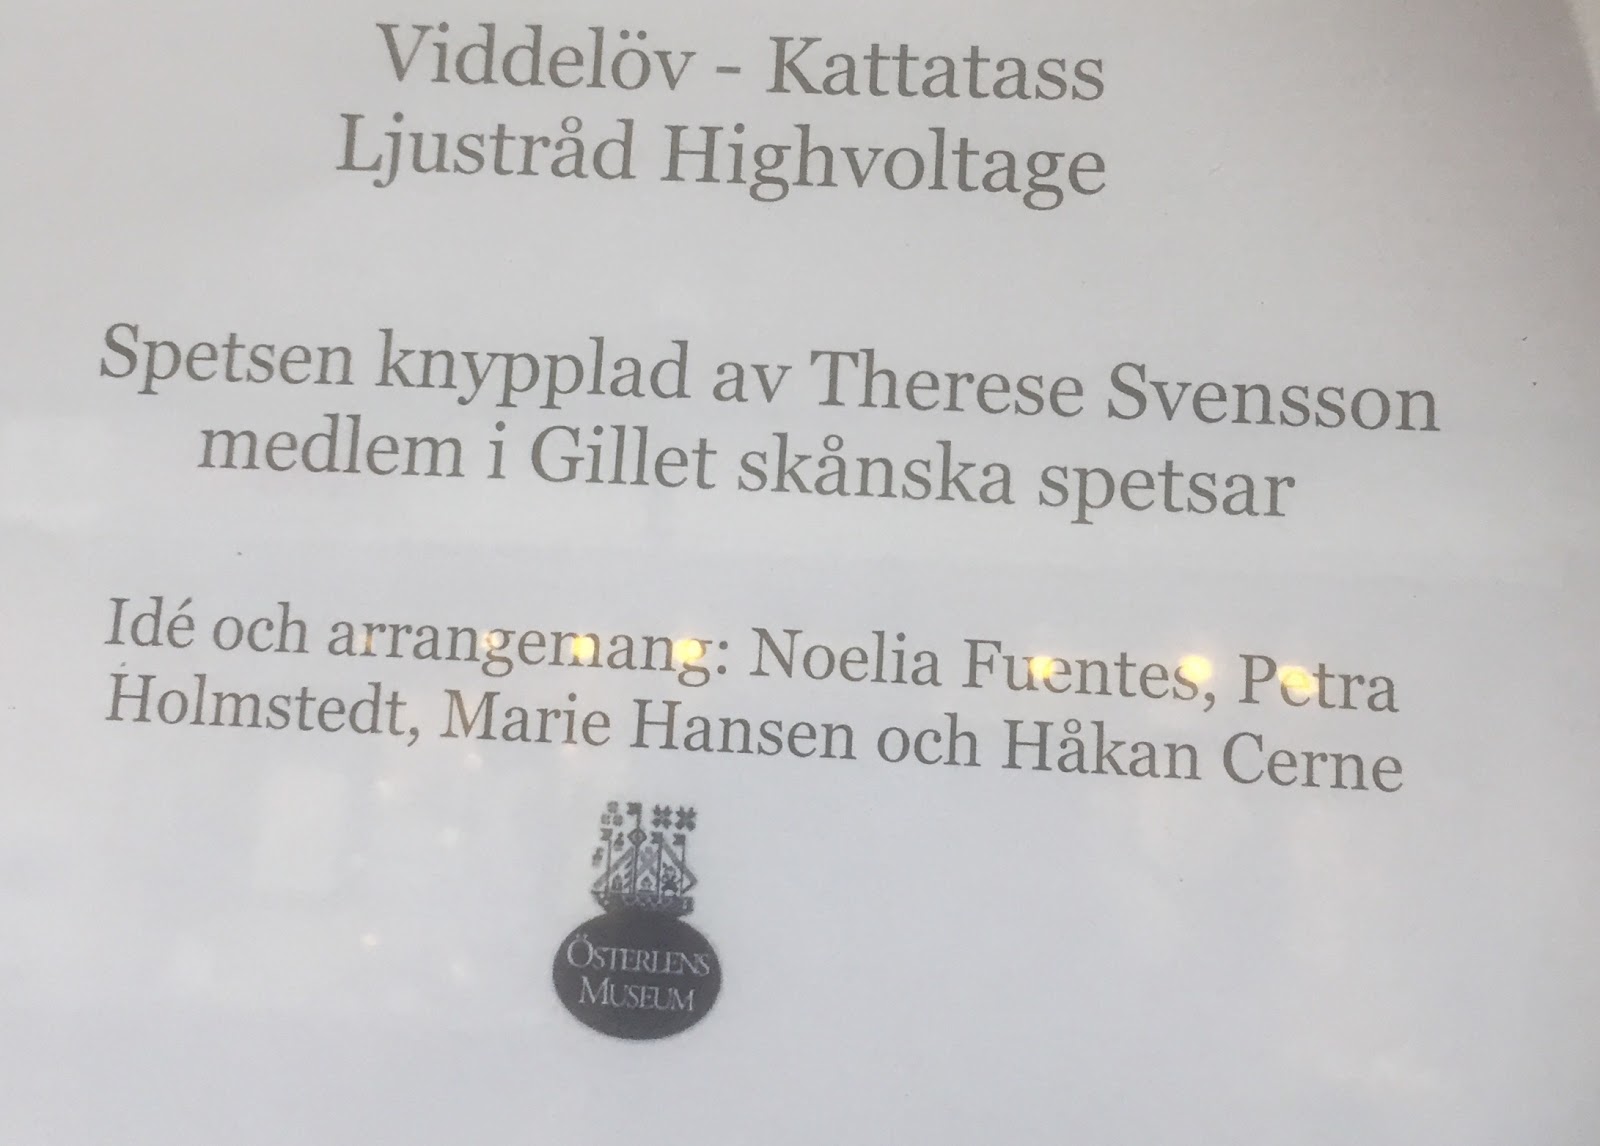 Viddelöv - Kattatass
Ljustråd Highvoltage
Spetsen knypplad av Therese Svensson
medlem i Gillet skånska spetsar
Idé och arrangemang: Noelia Fuentes, Petra
Holmstedt, Marie Hansen och Håkan Cerne
ÖSTERLENS
MUSEUM